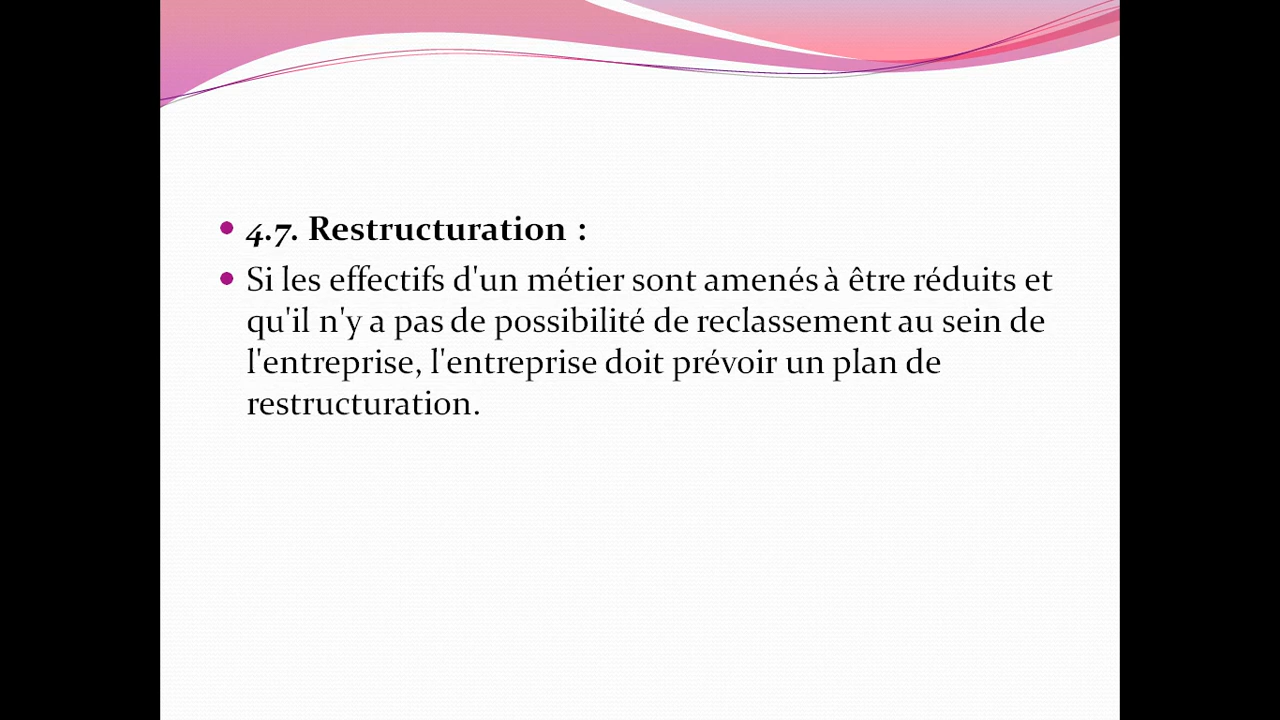 • 4.7. Restructuration :
• Si les effectifs d'un métier sont amenés à être réduits et
qu'il n'y a pas de possibilité de reclassement au sein de
l'entreprise, l'entreprise doit prévoir un plan de
restructuration.